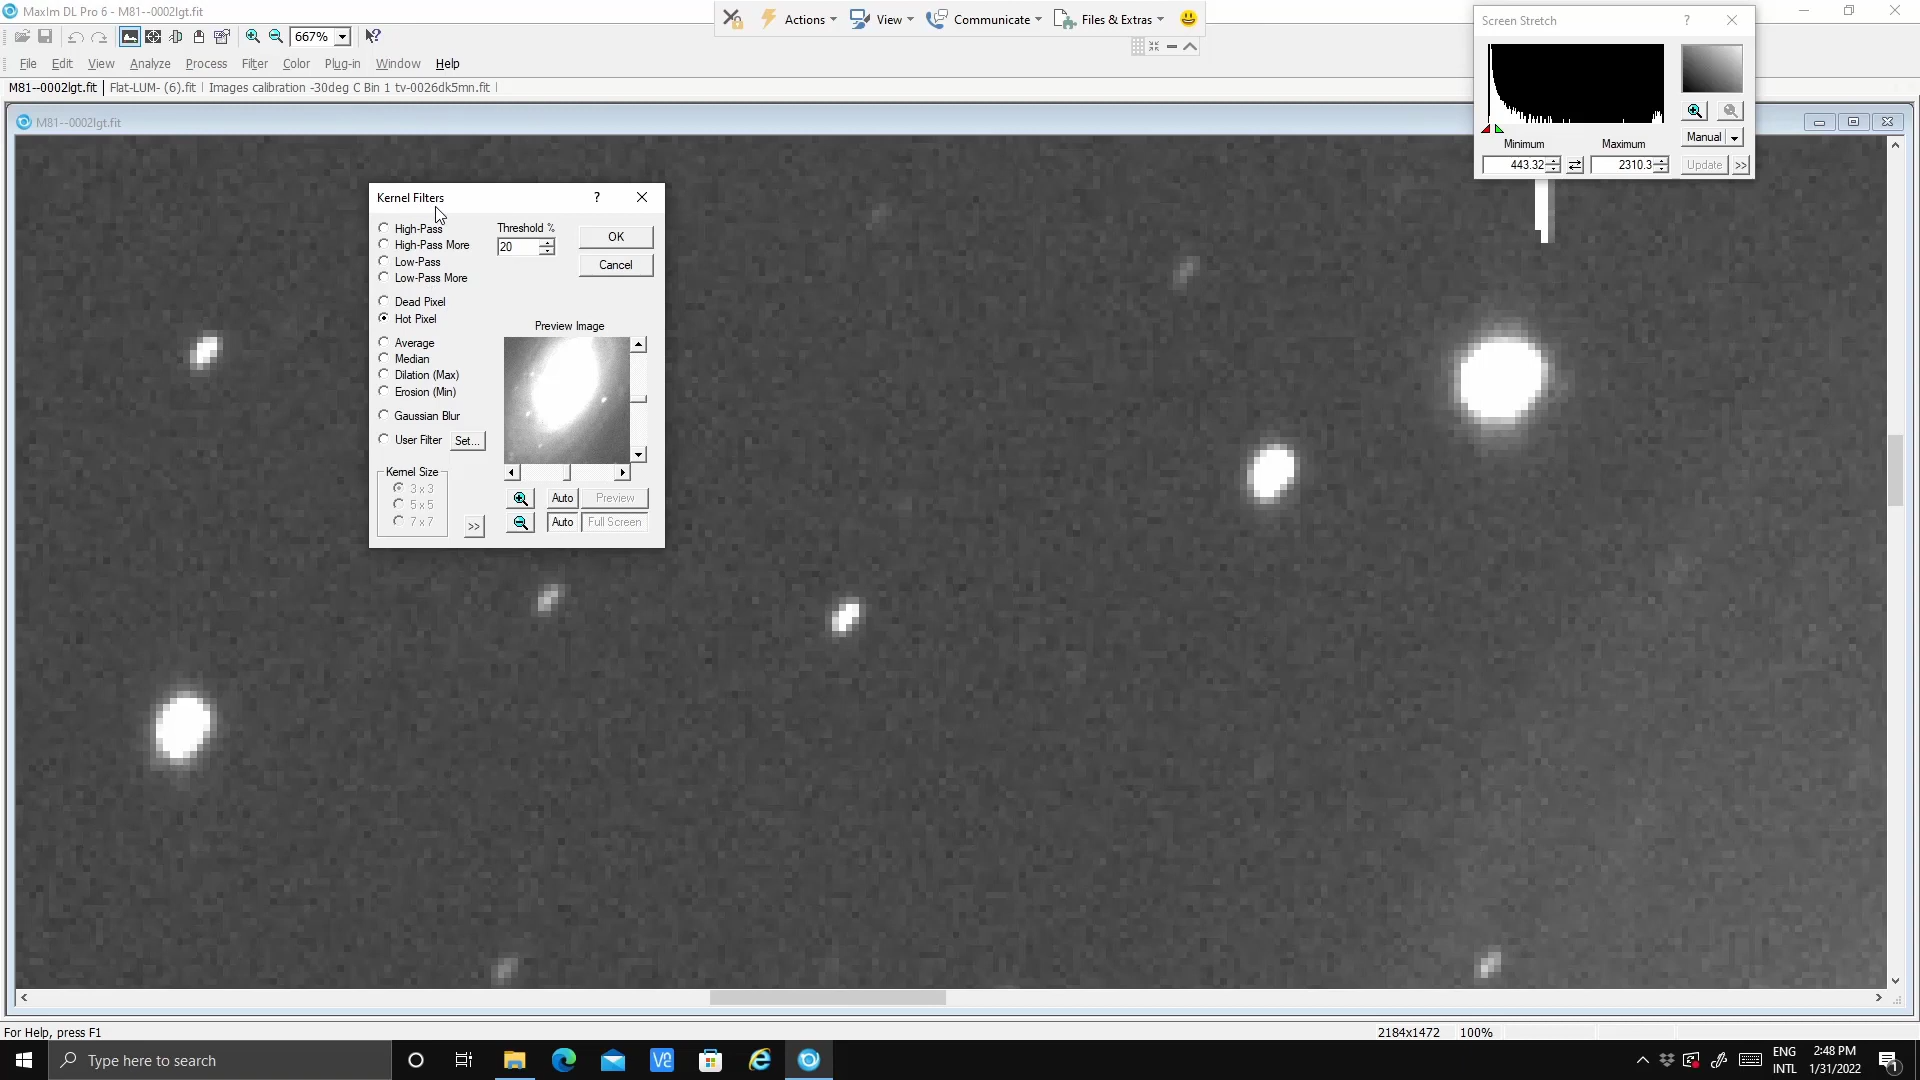 MaxIm DL Pro 6 - M81--0002lgt.fit
Actions
View
Communicate
Files & Extras
667%
File Edit View Analyze Process Filter Color Plug-in Window Help
M81--0002lgt.fit Flat-LUM- (6).fit Images calibration -30deg C Bin 1 tv-0026dk5mn.fit
M81--0002lgt.fit
Screen Stretch ?
Manual
Minimum Maximum
443.32 2310.3 Update >>
Kernel Filters ?
High-Pass
High-Pass More
Low-Pass
Low-Pass More
Dead Pixel
Hot Pixel
Average
Median
Dilation (Max)
Erosion (Min)
Gaussian Blur
User Filter Set...
Kernel Size
3 x 3
5 x 5
7 x 7
>>
Threshold %
20
OK
Cancel
Preview Image
Auto Preview
Auto Full Screen
For Help, press F1
2184x1472 100%
Type here to search
ENG
INTL
2:48 PM
1/31/2022
1